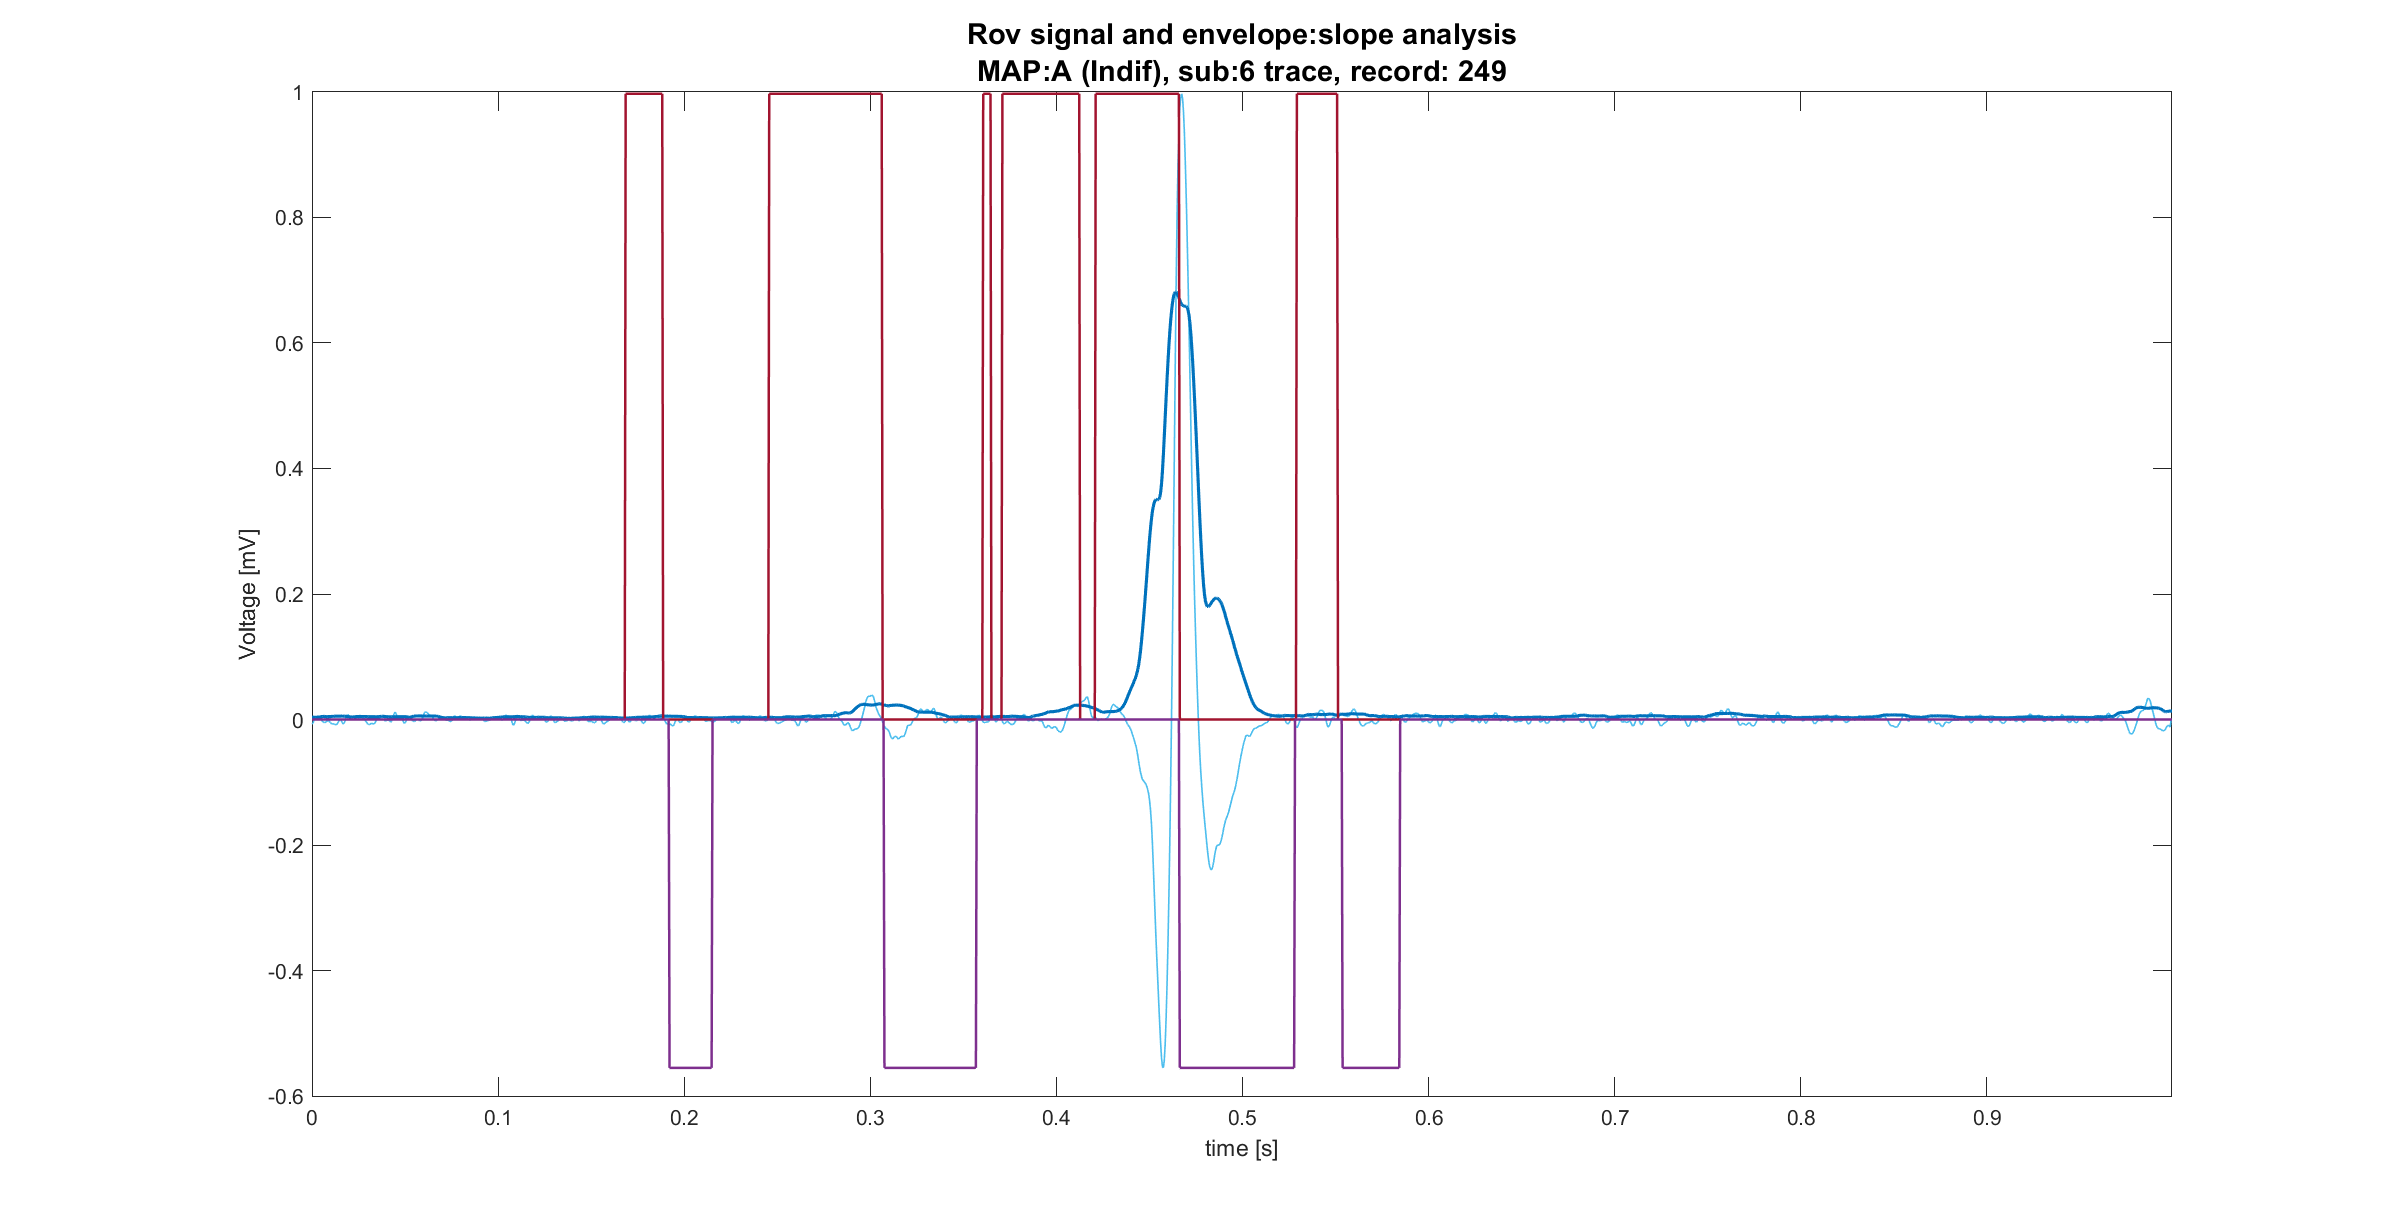 Rov signal and envelope:slope analysis
MAP:A (Indif), sub:6 trace, record: 249
1
0.8
0.6
0.4
0.2
0
-0.2
-0.4
-0.6
Voltage [mV]
0 0.1 0.2 0.3 0.4 0.5 0.6 0.7 0.8 0.9
time [s]